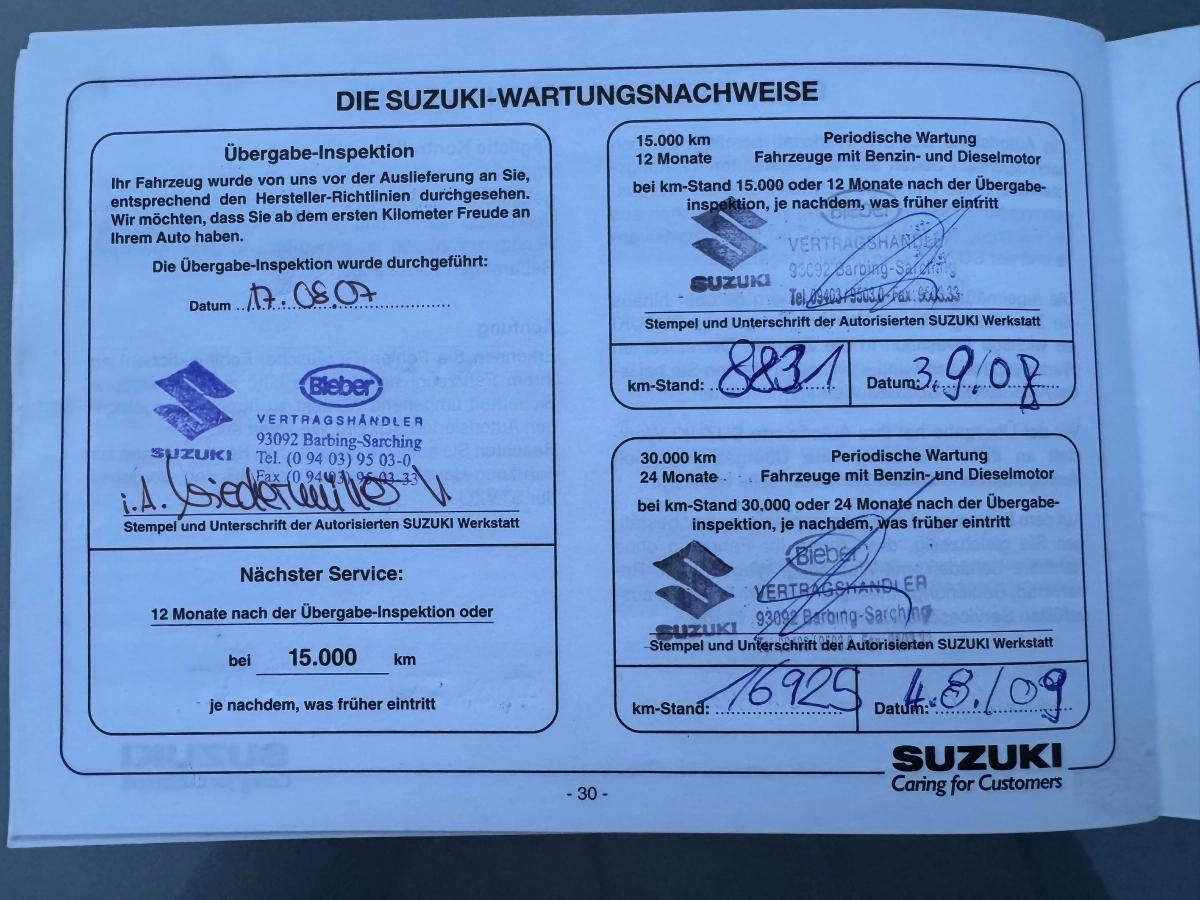 DIE SUZUKI-WARTUNGSNACHWEISE
Übergabe-Inspektion
Ihr Fahrzeug wurde von uns vor der Auslieferung an Sie,
entsprechend den Hersteller-Richtlinien durchgesehen.
Wir möchten, dass Sie ab dem ersten Kilometer Freude an
Ihrem Auto haben.
Die Übergabe-Inspektion wurde durchgeführt:
Datum 17.08.07
Bieber
VERTRAGSHÄNDLER
93092 Barbing-Sarching
SUZUKI
Tel. (0 94 03) 95 03-0
Fax (0 94 03) 95 03-33
i.A.
Stempel und Unterschrift der Autorisierten SUZUKI Werkstatt
Nächster Service:
12 Monate nach der Übergabe-Inspektion oder
bei 15.000 km
je nachdem, was früher eintritt
15.000 km Periodische Wartung
12 Monate Fahrzeuge mit Benzin- und Dieselmotor
bei km-Stand 15.000 oder 12 Monate nach der Übergabe-
inspektion, je nachdem, was früher eintritt
Bieber
VERTRAGSHÄNDLER
93092 Barbing-Sarching
SUZUKI
Tel. 09403/9503.0 - Fax: 9503.33
Stempel und Unterschrift der Autorisierten SUZUKI Werkstatt
km-Stand: 8831 Datum: 3.9.08
30.000 km Periodische Wartung
24 Monate Fahrzeuge mit Benzin- und Dieselmotor
bei km-Stand 30.000 oder 24 Monate nach der Übergabe-
inspektion, je nachdem, was früher eintritt
Bieber
VERTRAGSHÄNDLER
93092 Barbing-Sarching
SUZUKI
Stempel und Unterschrift der Autorisierten SUZUKI Werkstatt
km-Stand: 16925 Datum: 4.8./09
SUZUKI
Caring for Customers
- 30 -